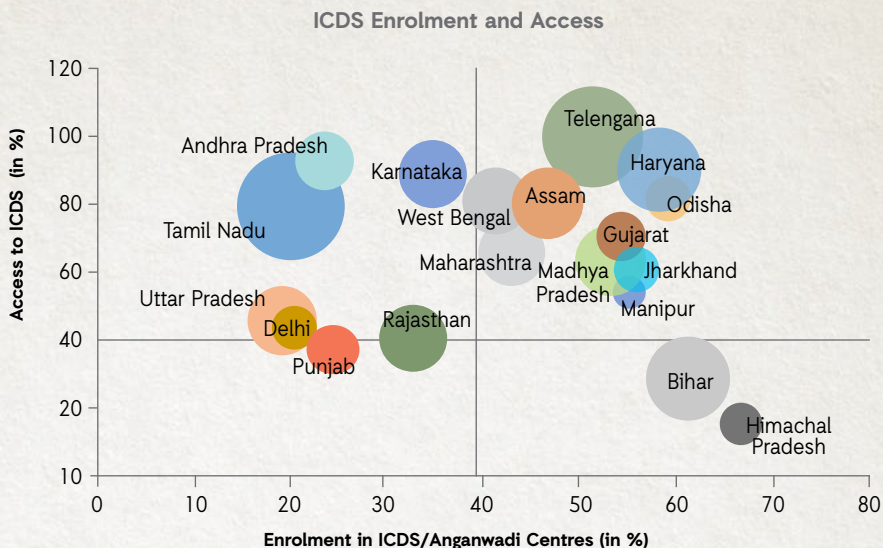 ICDS Enrolment and Access
Access to ICDS (in %)
120
100
80
60
40
20
10
Telengana
Andhra Pradesh
Haryana
Karnataka
Assam
Odisha
West Bengal
Tamil Nadu
Gujarat
Maharashtra
Madhya
Pradesh
Jharkhand
Uttar Pradesh
Manipur
Rajasthan
Delhi
Punjab
Bihar
Himachal
Pradesh
0 10 20 30 40 50 60 70 80
Enrolment in ICDS/Anganwadi Centres (in %)